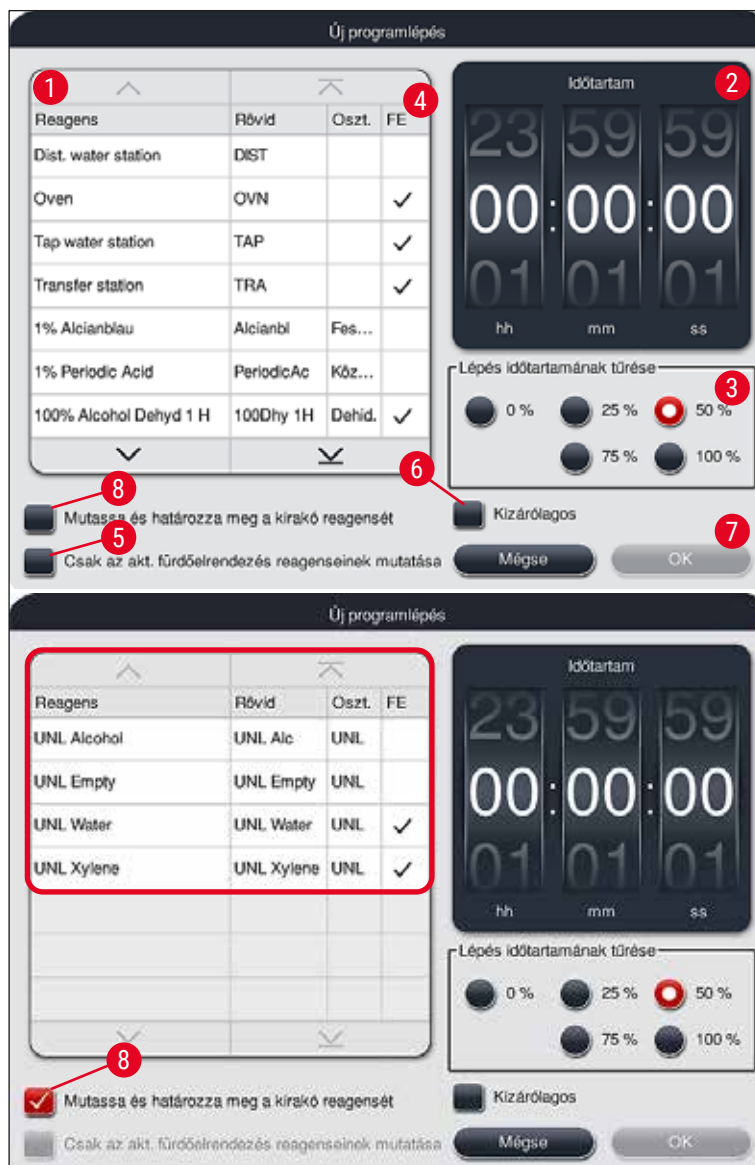 Új programlépés
1
4
Reagens Rövid Oszt. FE
Dist. water station DIST
Oven OVN
Tap water station TAP
Transfer station TRA
1% Alcianblau Alcianbl Fes...
1% Periodic Acid PeriodicAc Köz...
100% Alcohol Dehyd 1 H 100Dhy 1H Dehid.
8
Mutassa és határozza meg a kirakó reagensét
5
Csak az akt. fürdőelrendezés reagenseinek mutatása
Időtartam 2
23 59 59
00:00:00
01 01 01
hh mm ss
Lépés időtartamának tűrése
3
0 % 25 % 50 %
75 % 100 %
6
Kizárólagos
7
Mégse OK
Új programlépés
Reagens Rövid Oszt. FE
UNL Alcohol UNL Alc UNL
UNL Empty UNL Empty UNL
UNL Water UNL Water UNL
UNL Xylene UNL Xylene UNL
8
Mutassa és határozza meg a kirakó reagensét
Csak az akt. fürdőelrendezés reagenseinek mutatása
Időtartam
23 59 59
00:00:00
01 01 01
hh mm ss
Lépés időtartamának tűrése
0 % 25 % 50 %
75 % 100 %
Kizárólagos
Mégse OK